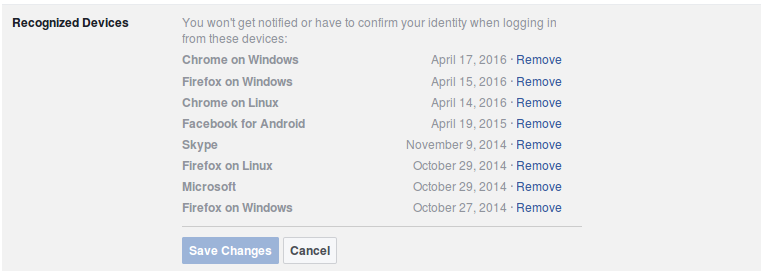 Recognized Devices
You won't get notified or have to confirm your identity when logging in
from these devices:
Chrome on Windows April 17, 2016 · Remove
Firefox on Windows April 15, 2016 · Remove
Chrome on Linux April 14, 2016 · Remove
Facebook for Android April 19, 2015 · Remove
Skype November 9, 2014 · Remove
Firefox on Linux October 29, 2014 · Remove
Microsoft October 29, 2014 · Remove
Firefox on Windows October 27, 2014 · Remove
Save Changes Cancel